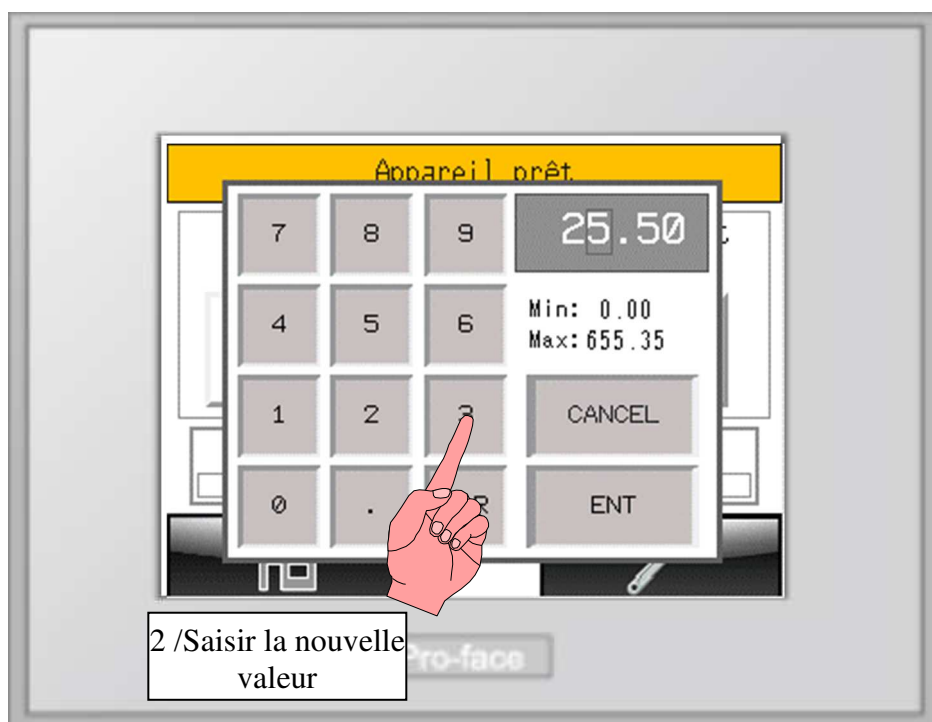 Appareil prêt
7 8 9 25.50
4 5 6 Min: 0.00
Max: 655.35
1 2 3 CANCEL
0 . ENT
2 /Saisir la nouvelle
valeur
Pro-face